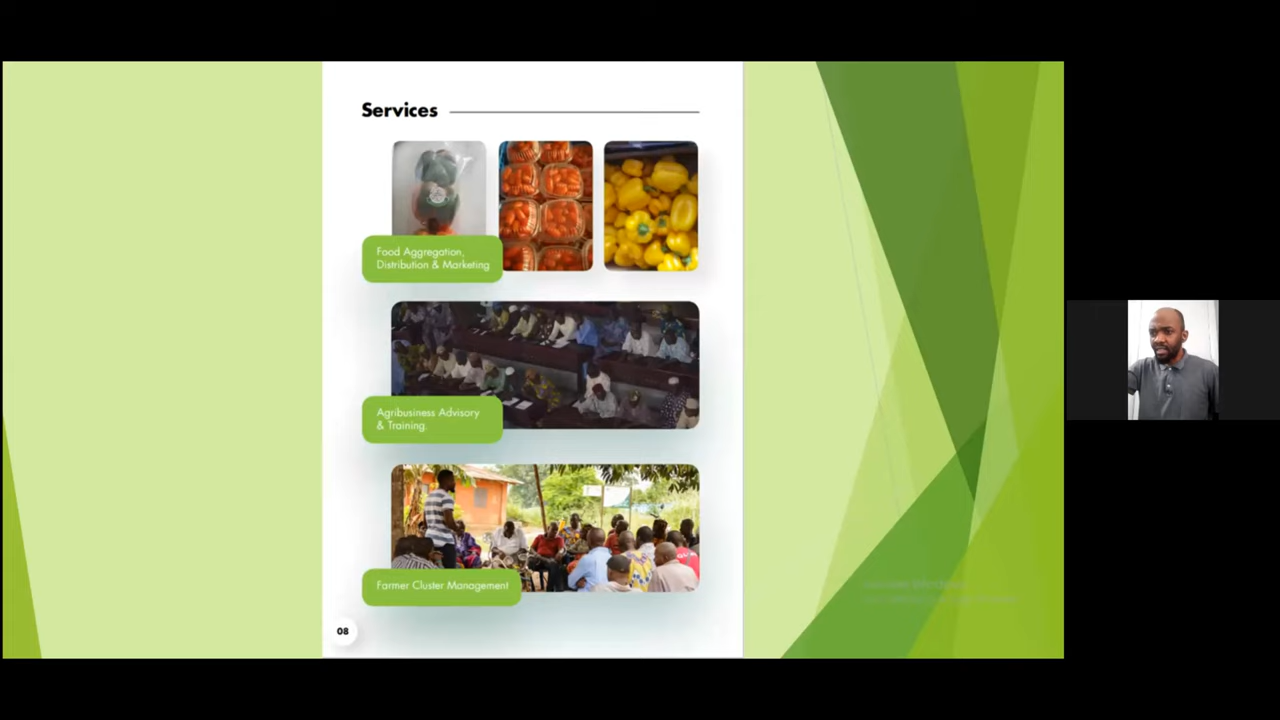 Services
Food Aggregation,
Distribution & Marketing
Agribusiness Advisory
& Training.
Farmer Cluster Management
08